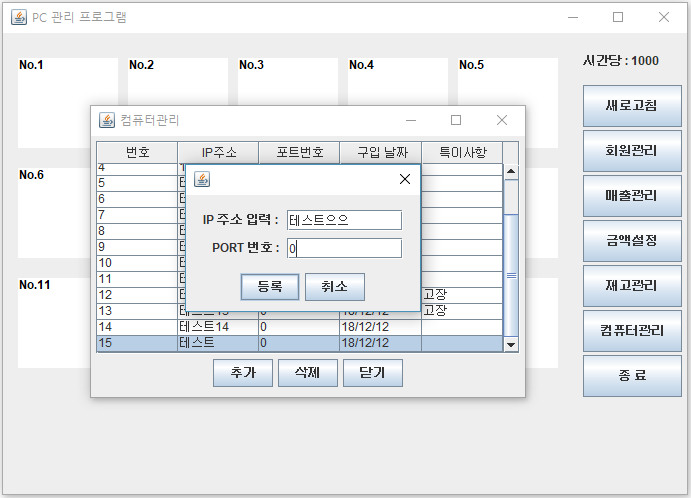 PC 관리 프로그램
No.1 No.2 No.3 No.4 No.5
시간당 : 1000
새로고침
회원관리
매출관리
금액설정
재고관리
컴퓨터관리
종 료
No.6
No.11
컴퓨터관리
번호 IP주소 포트번호 구입 날짜 특이사항
4
5
6
7
8
9
10
11
12 고장
13 고장
14 테스트14 0 18/12/12
15 테스트 0 18/12/12
추가 삭제 닫기
IP 주소 입력 : 테스트으으
PORT 번호 : 0
등록 취소